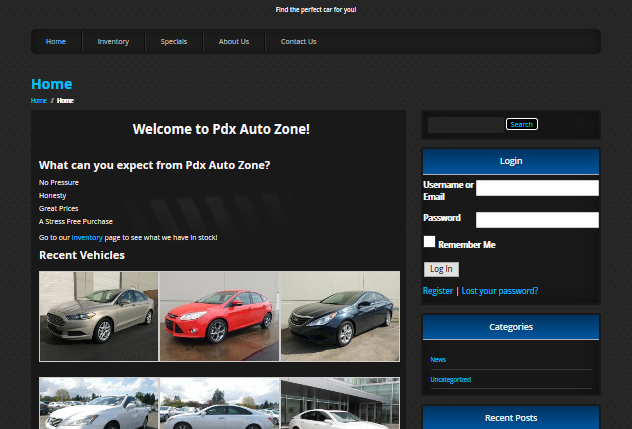 Find the perfect car for you!
Home
Inventory
Specials
About Us
Contact Us
Home
Home / Home
Welcome to Pdx Auto Zone!
What can you expect from Pdx Auto Zone?
No Pressure
Honesty
Great Prices
A Stress Free Purchase
Go to our Inventory page to see what we have in stock!
Recent Vehicles
Search
Login
Username or
Email
Password
Remember Me
Log In
Register | Lost your password?
Categories
News
Uncategorized
Recent Posts